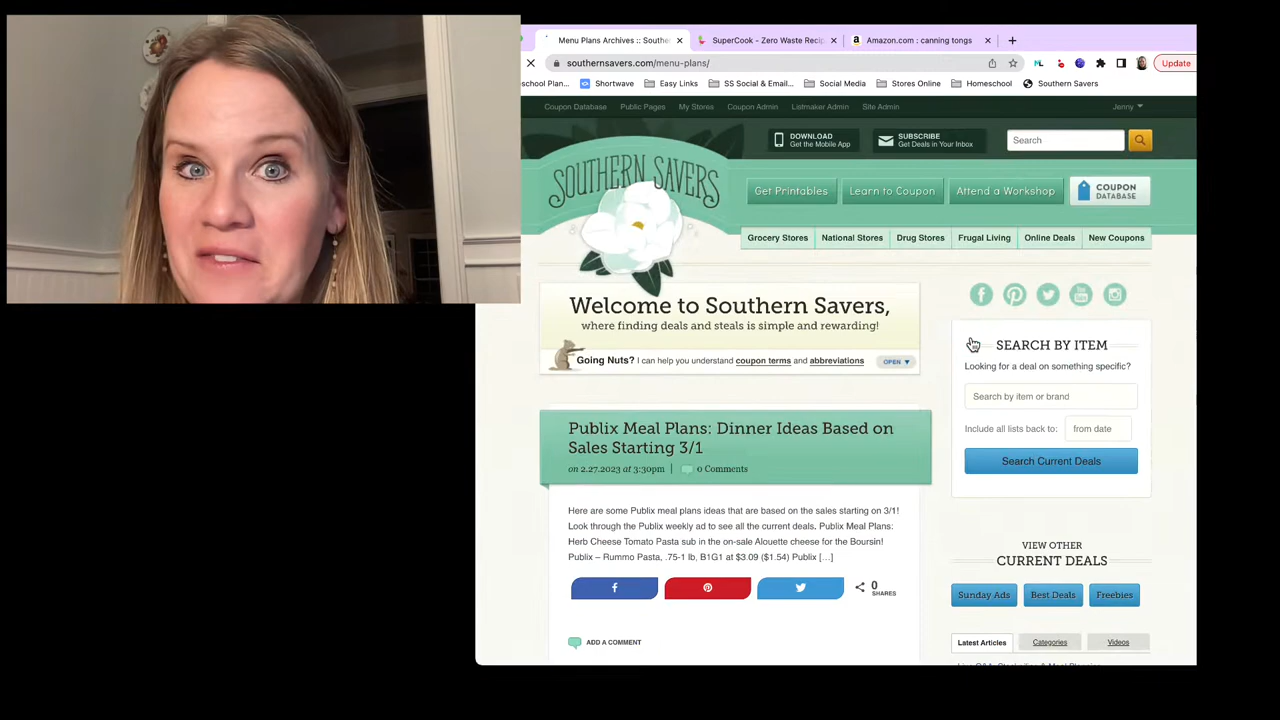 Menu Plans Archives :: Southe
SuperCook - Zero Waste Recip
Amazon.com : canning tongs
southernsavers.com/menu-plans/
ML
Update
school Plan...
Shortwave
Easy Links
SS Social & Email...
Social Media
Stores Online
Homeschool
Southern Savers
Coupon Database
Public Pages
My Stores
Coupon Admin
Listmaker Admin
Site Admin
Jenny
DOWNLOAD
Get the Mobile App
SUBSCRIBE
Get Deals in Your Inbox
Search
SOUTHERN SAVERS
Get Printables
Learn to Coupon
Attend a Workshop
COUPON
DATABASE
Grocery Stores
National Stores
Drug Stores
Frugal Living
Online Deals
New Coupons
Welcome to Southern Savers,
where finding deals and steals is simple and rewarding!
Going Nuts? I can help you understand coupon terms and abbreviations
OPEN
Publix Meal Plans: Dinner Ideas Based on
Sales Starting 3/1
on 2.27.2023 at 3:30pm | 0 Comments
Here are some Publix meal plans ideas that are based on the sales starting on 3/1!
Look through the Publix weekly ad to see all the current deals. Publix Meal Plans:
Herb Cheese Tomato Pasta sub in the on-sale Alouette cheese for the Boursin!
Publix – Rummo Pasta, .75-1 lb, B1G1 at $3.09 ($1.54) Publix […]
0
SHARES
ADD A COMMENT
SEARCH BY ITEM
Looking for a deal on something specific?
Search by item or brand
Include all lists back to:
from date
Search Current Deals
VIEW OTHER
CURRENT DEALS
Sunday Ads
Best Deals
Freebies
Latest Articles
Categories
Videos